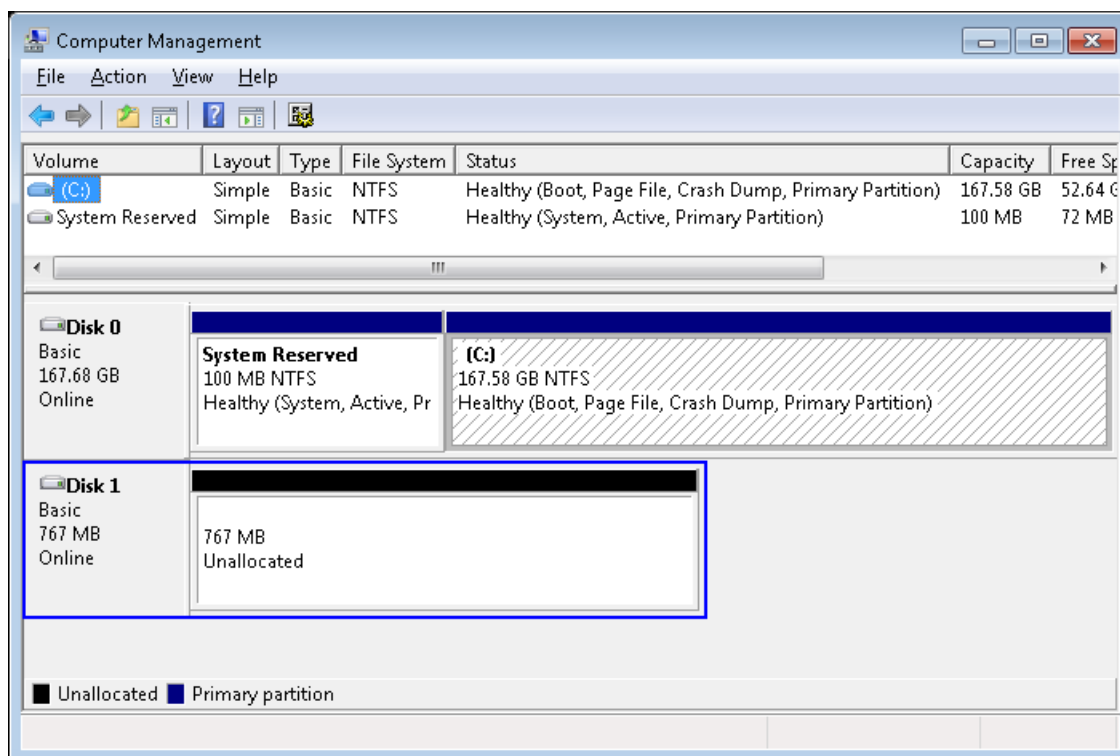 Computer Management
File Action View Help
Volume Layout Type File System Status Capacity Free Sp
(C:) Simple Basic NTFS Healthy (Boot, Page File, Crash Dump, Primary Partition) 167.58 GB 52.64 G
System Reserved Simple Basic NTFS Healthy (System, Active, Primary Partition) 100 MB 72 MB
Disk 0
Basic
167.68 GB
Online
System Reserved
100 MB NTFS
Healthy (System, Active, Pr
(C:)
167.58 GB NTFS
Healthy (Boot, Page File, Crash Dump, Primary Partition)
Disk 1
Basic
767 MB
Online
767 MB
Unallocated
Unallocated Primary partition